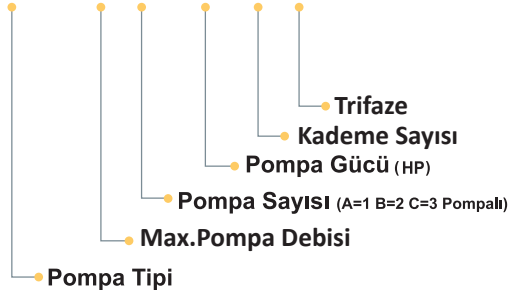 Trifaze
Kademe Sayısı
Pompa Gücü (HP)
Pompa Sayısı (A=1 B=2 C=3 Pompalı)
Max.Pompa Debisi
Pompa Tipi